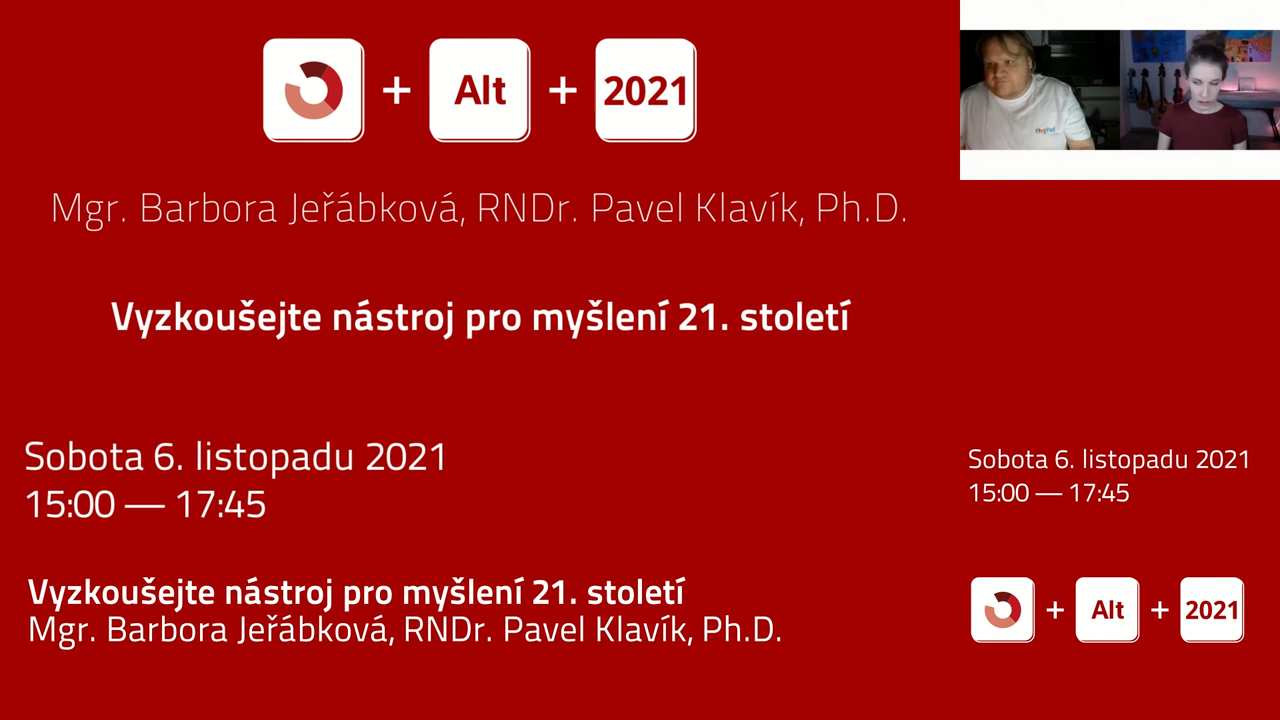 + Alt + 2021
Mgr. Barbora Jeřábková, RNDr. Pavel Klavík, Ph.D.
Vyzkoušejte nástroj pro myšlení 21. století
Sobota 6. listopadu 2021
15:00 — 17:45
Vyzkoušejte nástroj pro myšlení 21. století
Mgr. Barbora Jeřábková, RNDr. Pavel Klavík, Ph.D.
Sobota 6. listopadu 2021
15:00 — 17:45
+ Alt + 2021